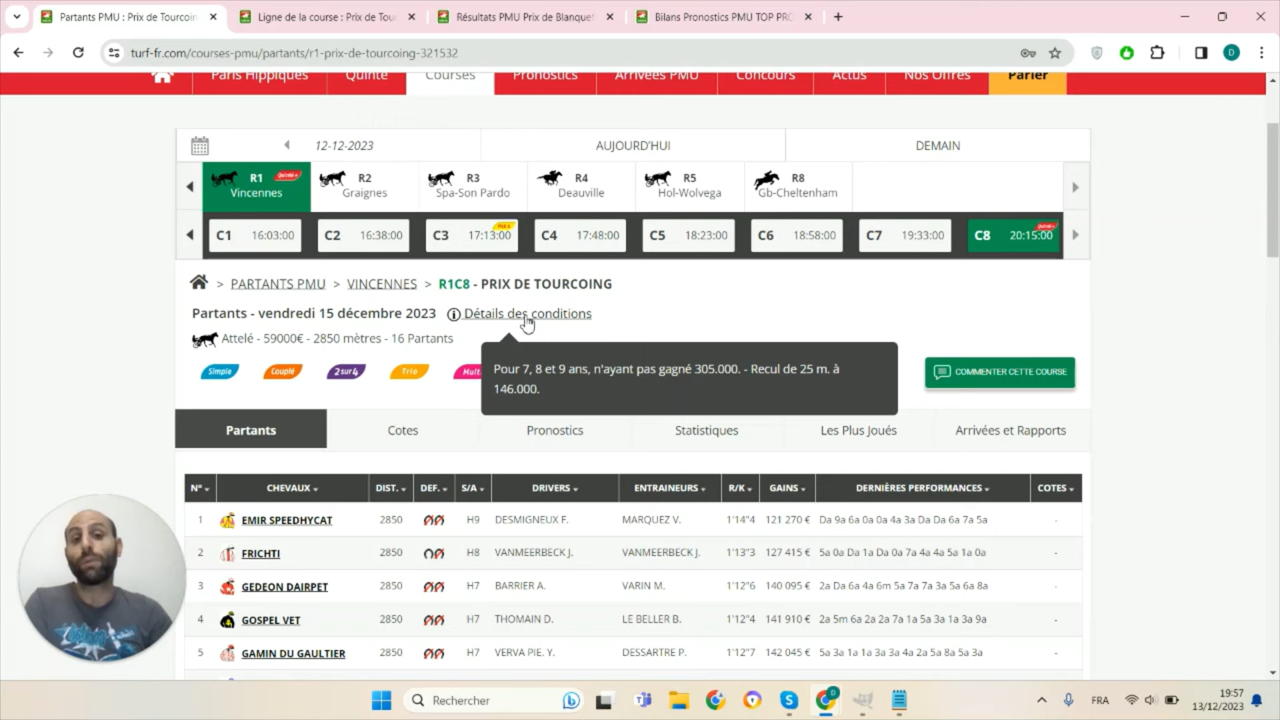 Partants PMU : Prix de Tourcoin
Ligne de la course : Prix de Tou
Résultats PMU Prix de Blanque
Bilans Pronostics PMU TOP PRO
turf-fr.com/courses-pmu/partants/r1-prix-de-tourcoing-321532
D
Paris Hippiques
Quinté
Courses
Pronostics
Arrivées PMU
Concours
Actus
Nos Offres
Parier
12-12-2023
AUJOURD'HUI
DEMAIN
R1
Vincennes
R2
Graignes
R3
Spa-Son Pardo
R4
Deauville
R5
Hol-Wolvega
R8
Gb-Cheltenham
C1 16:03:00
C2 16:38:00
C3 17:13:00
C4 17:48:00
C5 18:23:00
C6 18:58:00
C7 19:33:00
C8 20:15:00
> PARTANTS PMU > VINCENNES > R1C8 - PRIX DE TOURCOING
Partants - vendredi 15 décembre 2023 Détails des conditions
Attelé - 59000€ - 2850 mètres - 16 Partants
Simple
Couplé
2sur4
Trio
Mult
Pour 7, 8 et 9 ans, n'ayant pas gagné 305.000. - Recul de 25 m. à
146.000.
COMMENTER CETTE COURSE
Partants
Cotes
Pronostics
Statistiques
Les Plus Joués
Arrivées et Rapports
N° CHEVAUX DIST. DEF. S/A DRIVERS ENTRAINEURS R/K GAINS DERNIÈRES PERFORMANCES COTES
1 EMIR SPEEDHYCAT 2850 H9 DESMIGNEUX F. MARQUEZ V. 1'14"4 121 270 € Da 9a 6a 0a 0a 4a 3a Da Da 6a 7a 5a -
2 FRICHTI 2850 H8 VANMEERBECK J. VANMEERBECK J. 1'13"3 127 415 € 5a 0a Da 1a Da 0a 7a 4a 4a 5a 1a 0a -
3 GEDEON DAIRPET 2850 H7 BARRIER A. VARIN M. 1'12"6 140 095 € 2a Da 6a 4a 6m 5a 7a 7a 3a 5a 6a 8a -
4 GOSPEL VET 2850 H7 THOMAIN D. LE BELLER B. 1'12"4 141 910 € 2a 5m 6a 2a 2a 7a 1a 5a 3a 1a 3a 9a -
5 GAMIN DU GAULTIER 2850 H7 VERVA PIE. Y. DESSARTRE P. 1'12"7 142 045 € 5a 3a 1a 1a 3a 3a 4a 2a 5a 8a 5a 3a -
Rechercher
FRA
19:57
13/12/2023